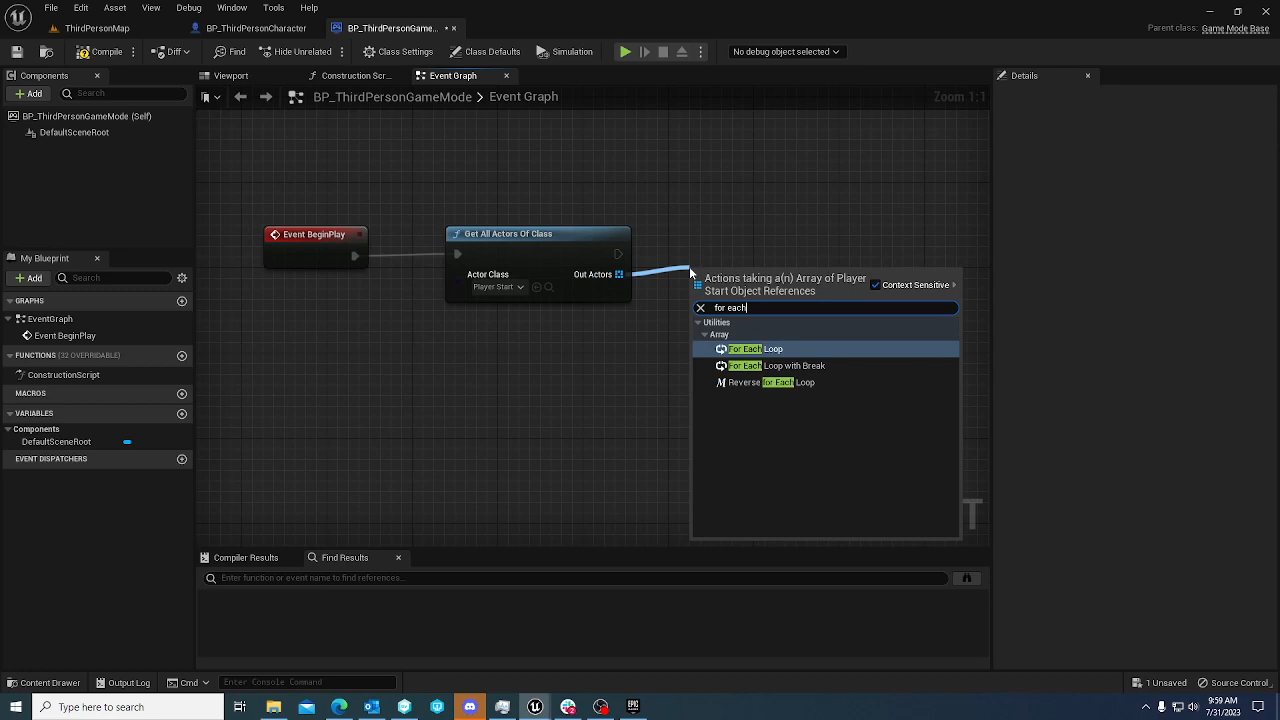 File Edit Asset View Debug Window Tools Help
ThirdPersonMap
BP_ThirdPersonCharacter
BP_ThirdPersonGame... •
Parent class: Game Mode Base
Compile
Diff
Find
Hide Unrelated
Class Settings
Class Defaults
Simulation
No debug object selected
Components
Viewport
Construction Scr...
Event Graph
Details
Add
Search
BP_ThirdPersonGameMode > Event Graph
Zoom 1:1
BP_ThirdPersonGameMode (Self)
DefaultSceneRoot
Event BeginPlay
Get All Actors Of Class
Actor Class
Out Actors
Player Start
Actions taking a(n) Array of Player
Start Object References
Context Sensitive
for each
Utilities
Array
For Each Loop
For Each Loop with Break
Reverse for Each Loop
My Blueprint
Add
Search
GRAPHS
EventGraph
Event BeginPlay
FUNCTIONS (19 OVERRIDABLE)
ConstructionScript
MACROS
VARIABLES
Components
DefaultSceneRoot
EVENT DISPATCHERS
T
Compiler Results
Find Results
Enter function or event name to find references...
Content Drawer
Output Log
Cmd
Enter Console Command
1 Unsaved
Source Control
Type here to search
EPIC
9:59 AM
7/31/2023